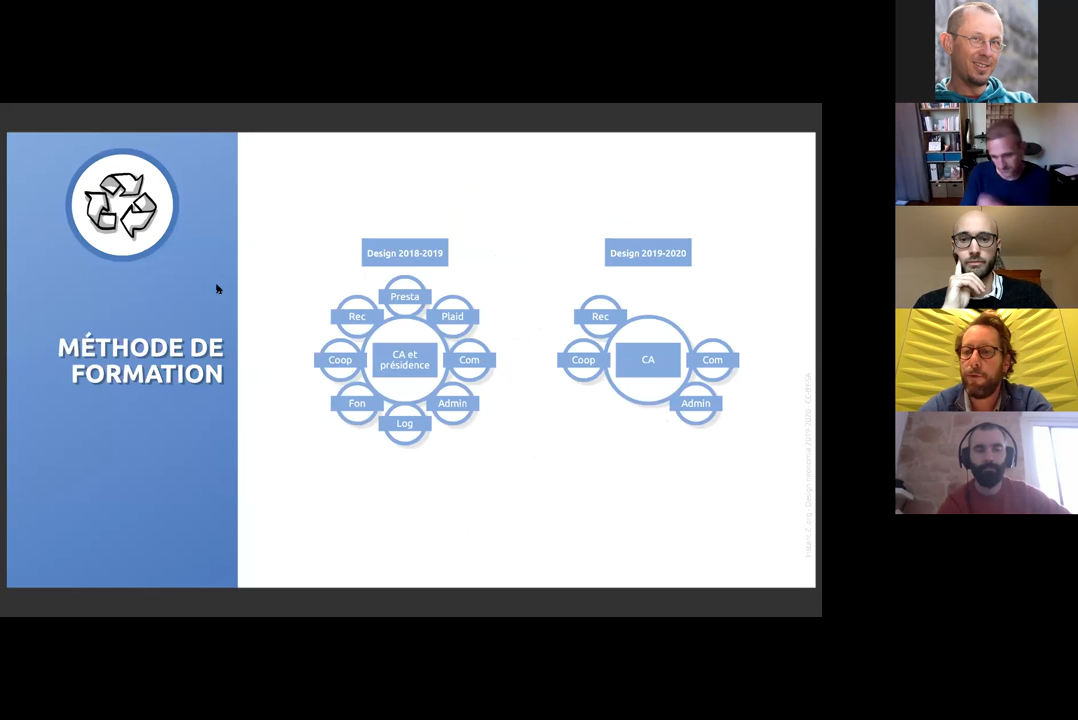 MÉTHODE DE
FORMATION
Design 2018-2019
Presta
Rec
Plaid
Coop
CA et
présidence
Com
Fon
Admin
Log
Design 2019-2020
Rec
Coop
CA
Com
Admin